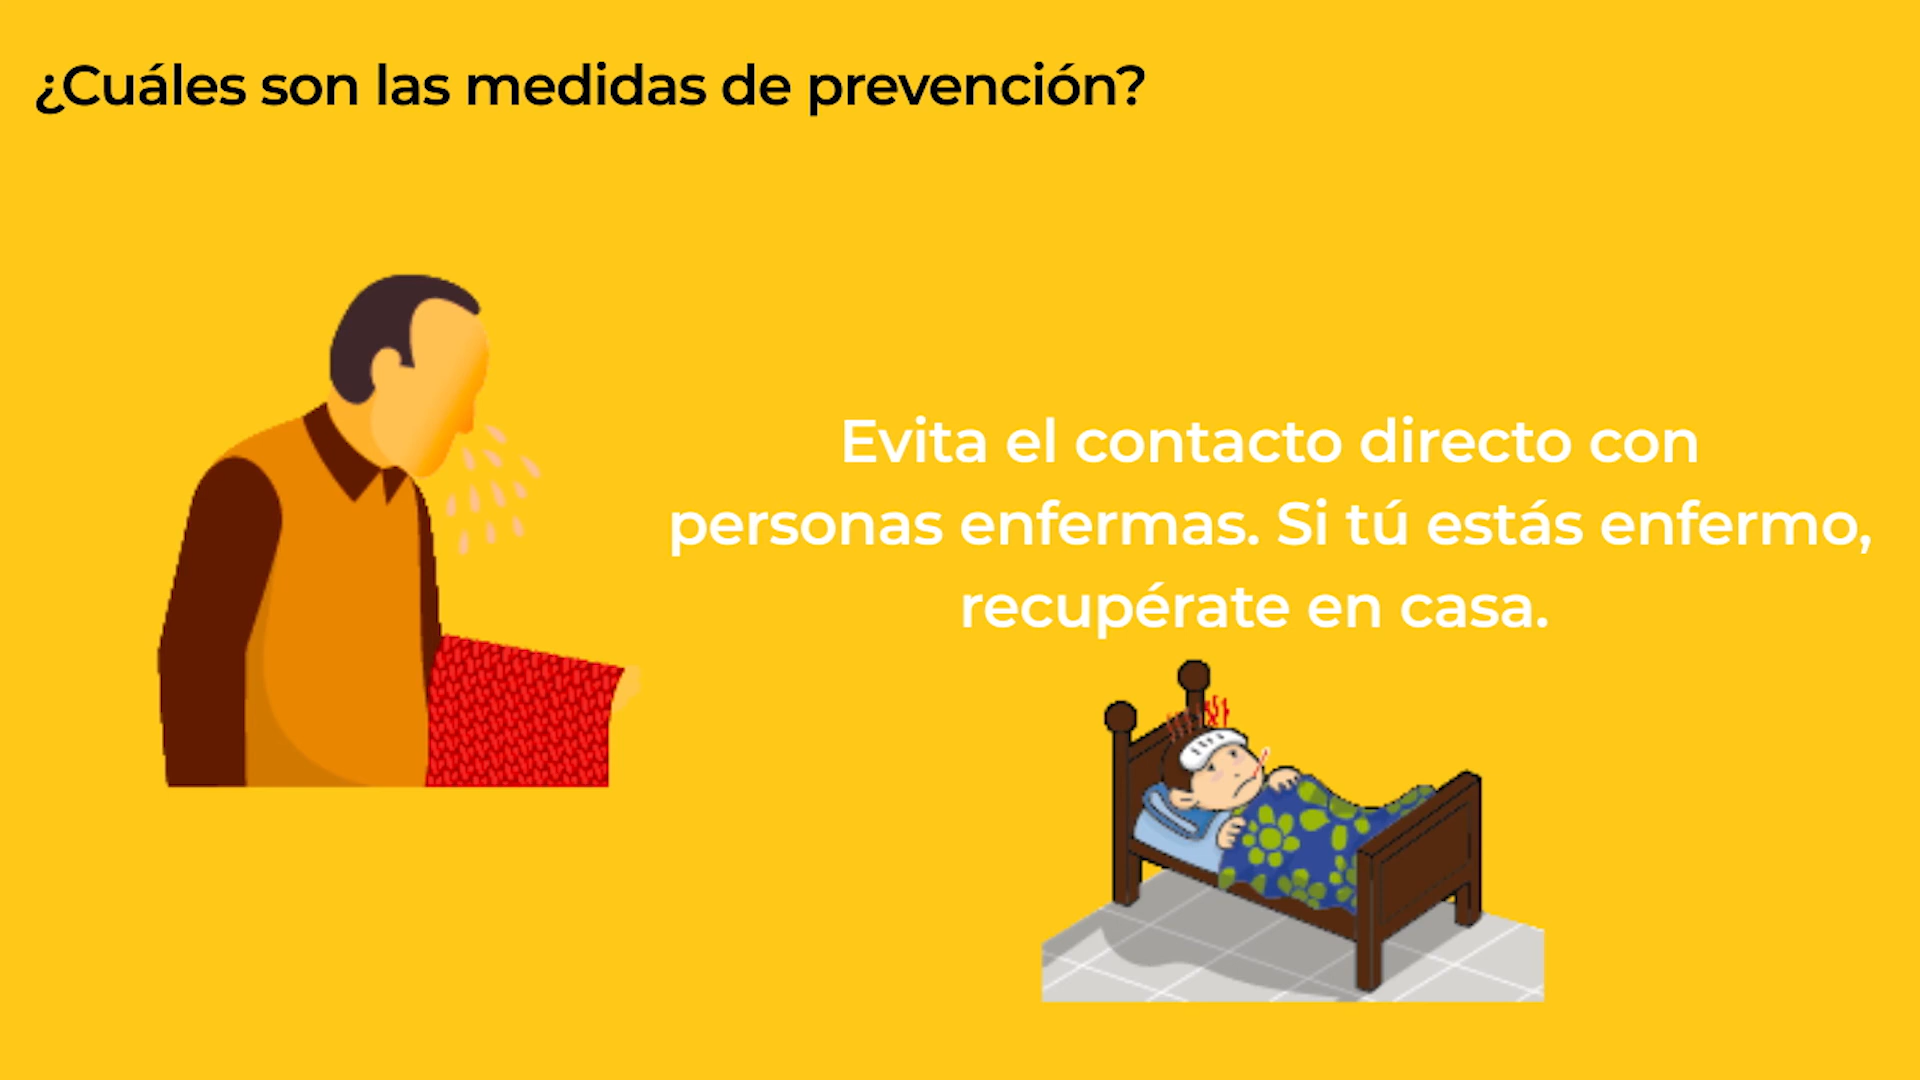 ¿Cuáles son las medidas de prevención?
Evita el contacto directo con
personas enfermas. Si tú estás enfermo,
recupérate en casa.